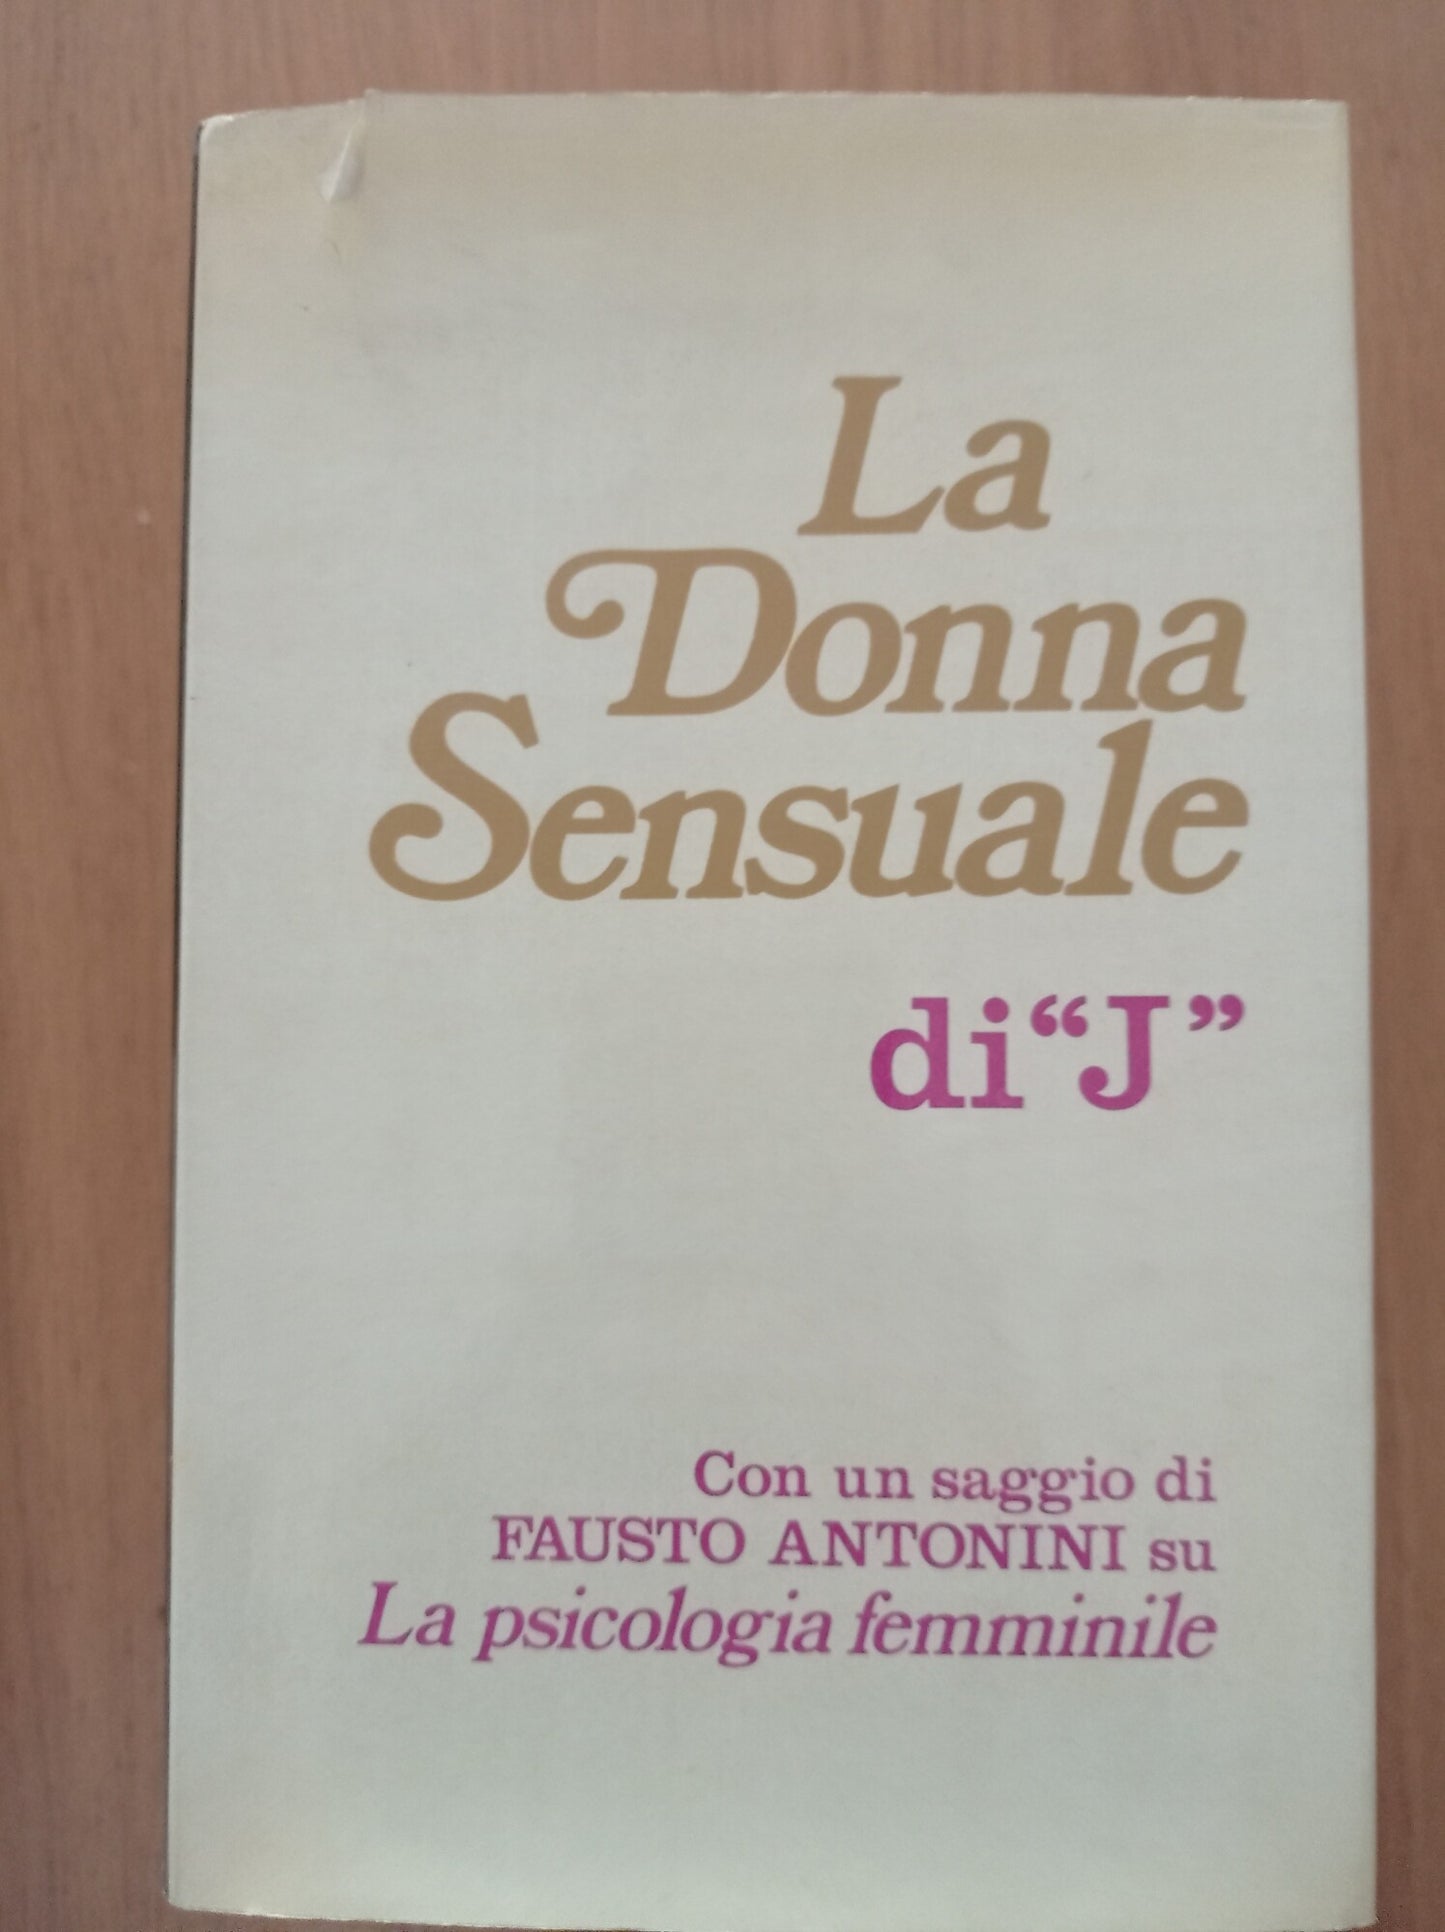 La
Donna
Sensuale
di “J”
Con un saggio di
FAUSTO ANTONINI su
La psicologia femminile